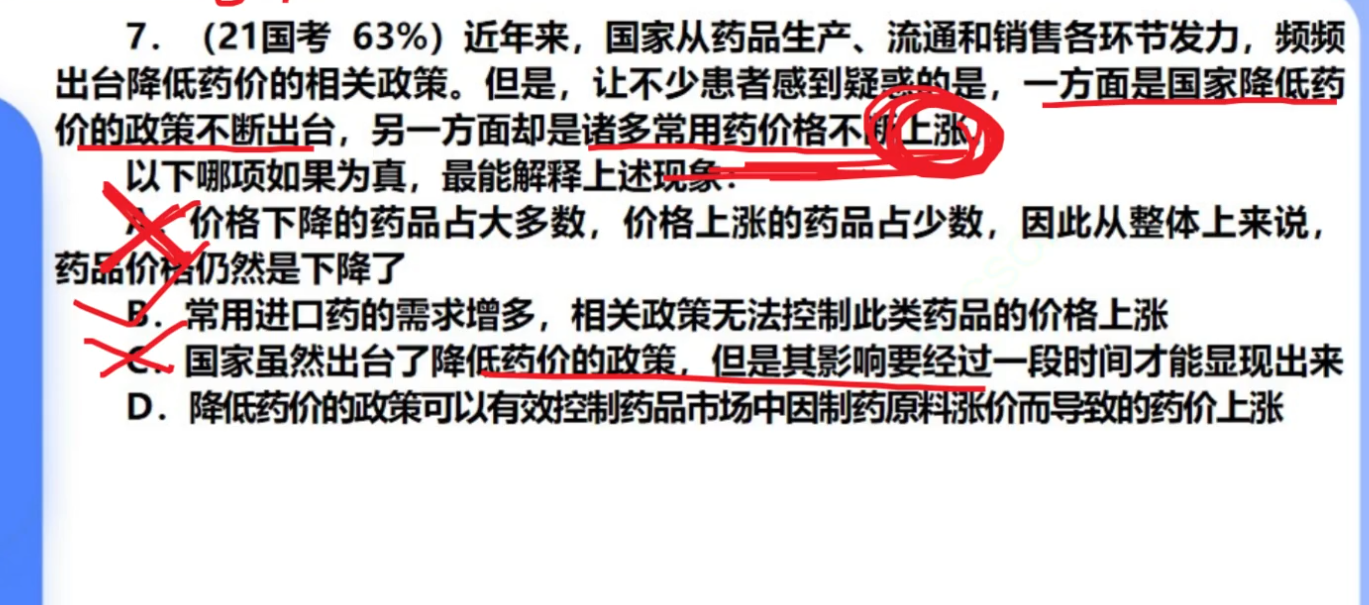 7．（21国考 63%）近年来，国家从药品生产、流通和销售各环节发力，频频
出台降低药价的相关政策。但是，让不少患者感到疑惑的是，一方面是国家降低药
价的政策不断出台，另一方面却是诸多常用药价格不断上涨。
以下哪项如果为真，最能解释上述现象：
A．价格下降的药品占大多数，价格上涨的药品占少数，因此从整体上来说，
药品价格仍然是下降了
B．常用进口药的需求增多，相关政策无法控制此类药品的价格上涨
C．国家虽然出台了降低药价的政策，但是其影响要经过一段时间才能显现出来
D．降低药价的政策可以有效控制药品市场中因制药原料涨价而导致的药价上涨